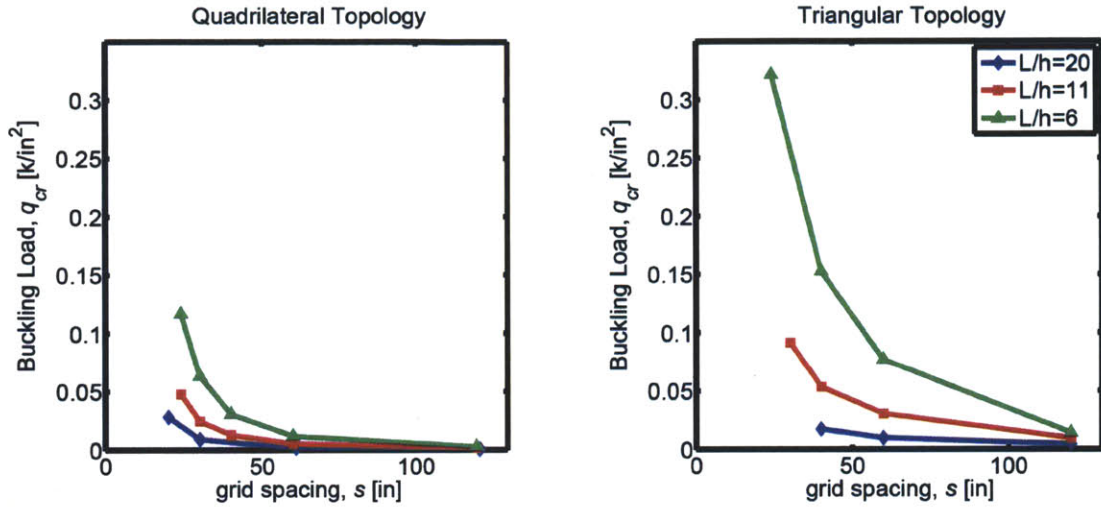 Quadrilateral Topology
0.3
0.25
0.2
0.15
0.1
0.05
0
0
50
100
Buckling Load, q_cr [k/in²]
grid spacing, s [in]
Triangular Topology
L/h=20
L/h=11
L/h=6
0.3
0.25
0.2
0.15
0.1
0.05
0
0
50
100
Buckling Load, q_cr [k/in²]
grid spacing, s [in]